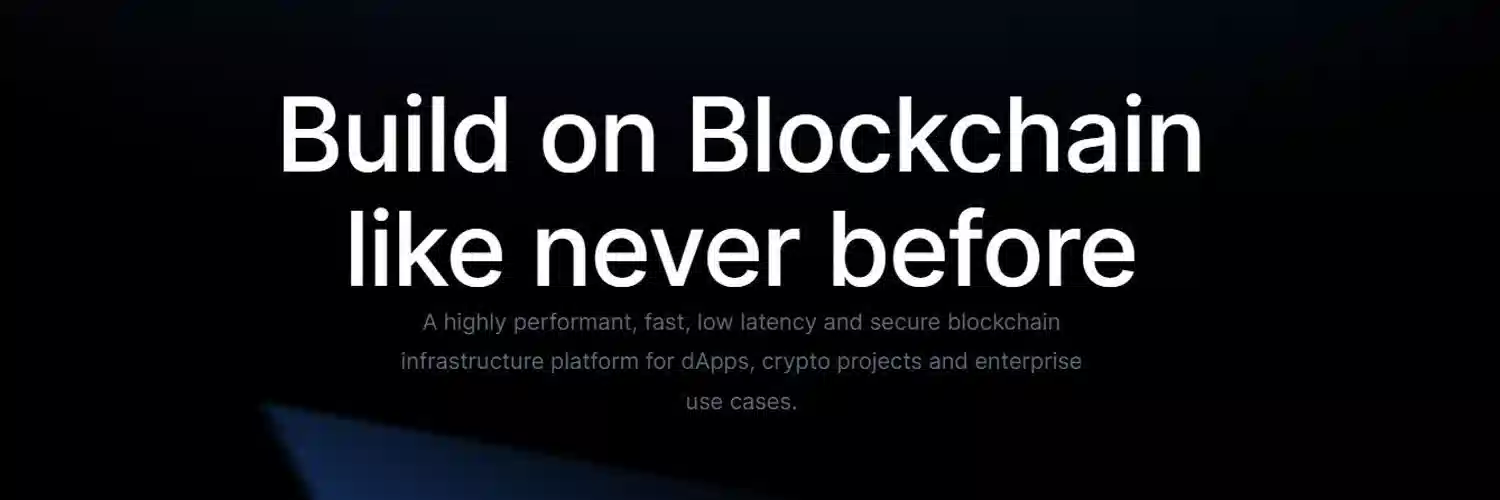 Build on Blockchain
like never before
A highly performant, fast, low latency and secure blockchain
infrastructure platform for dApps, crypto projects and enterprise
use cases.